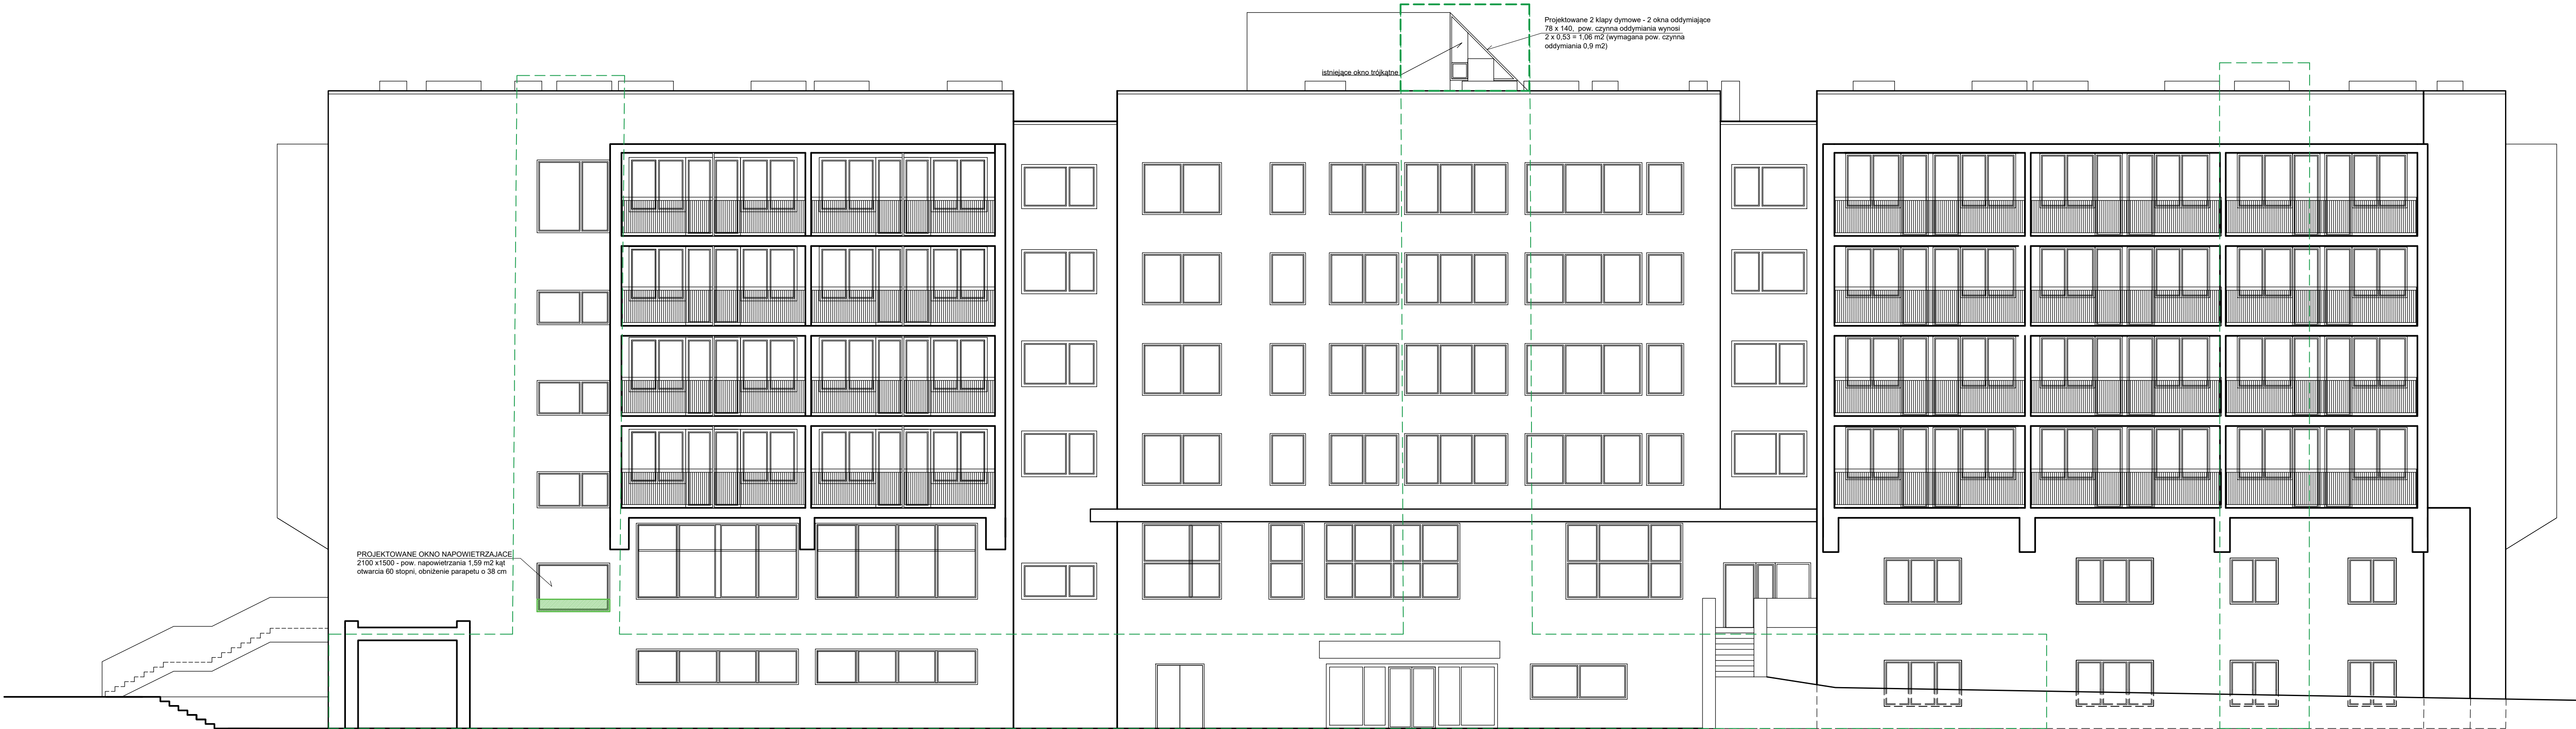 Projektowane 2 klapy dymowe - 2 okna oddymiające
78 x 140, pow. czynna oddymiania wynosi
2 x 0,53 = 1,06 m2 (wymagana pow. czynna
oddymiania 0,9 m2)
istniejące okno trójkątne
PROJEKTOWANE OKNO NAPOWIETRZAJACE
2100 x1500 - pow. napowietrzania 1,59 m2 kąt
otwarcia 60 stopni, obniżenie parapetu o 38 cm